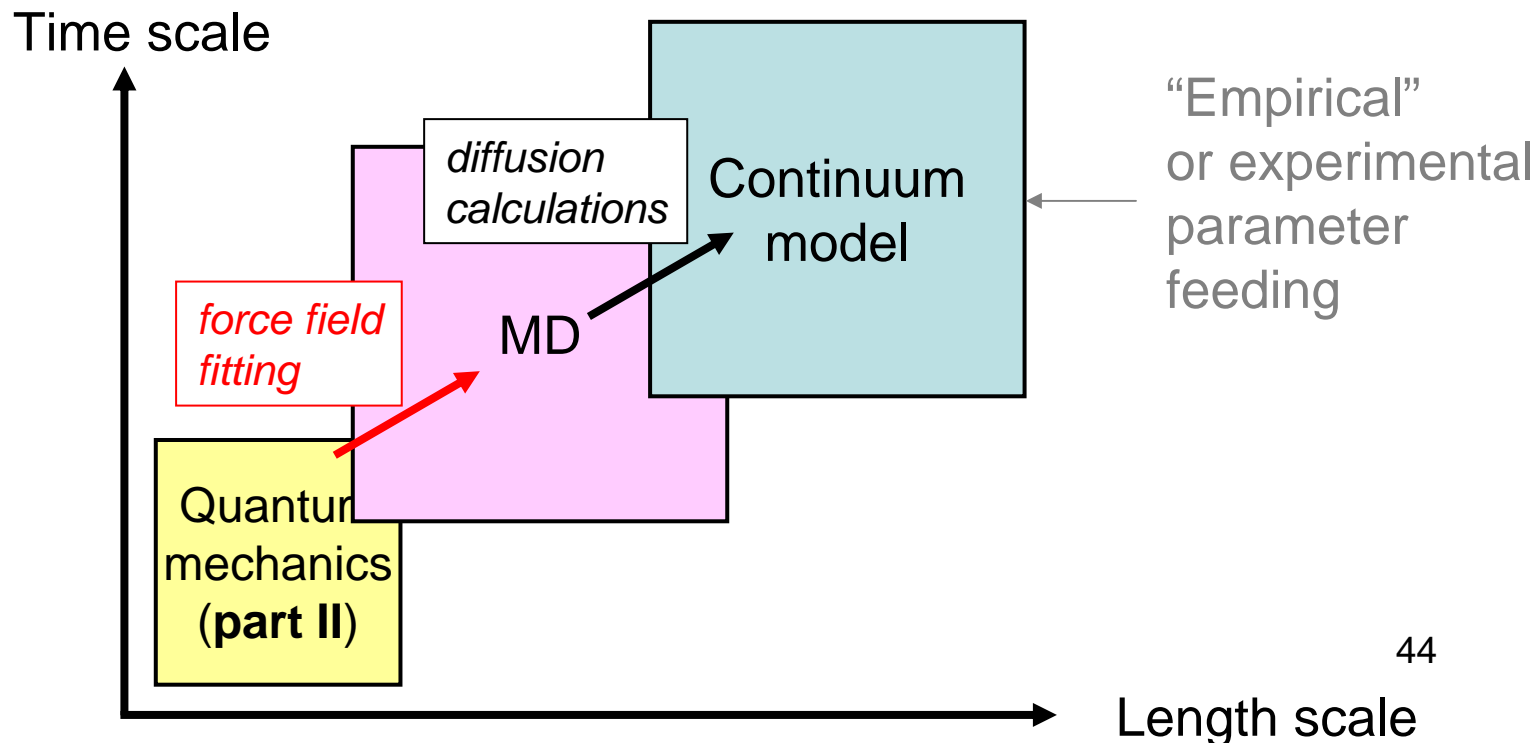 Time scale
“Empirical”
or experimental
parameter
feeding
diffusion
calculations
Continuum
model
force field
fitting
MD
Quantum
mechanics
(part II)
44
Length scale